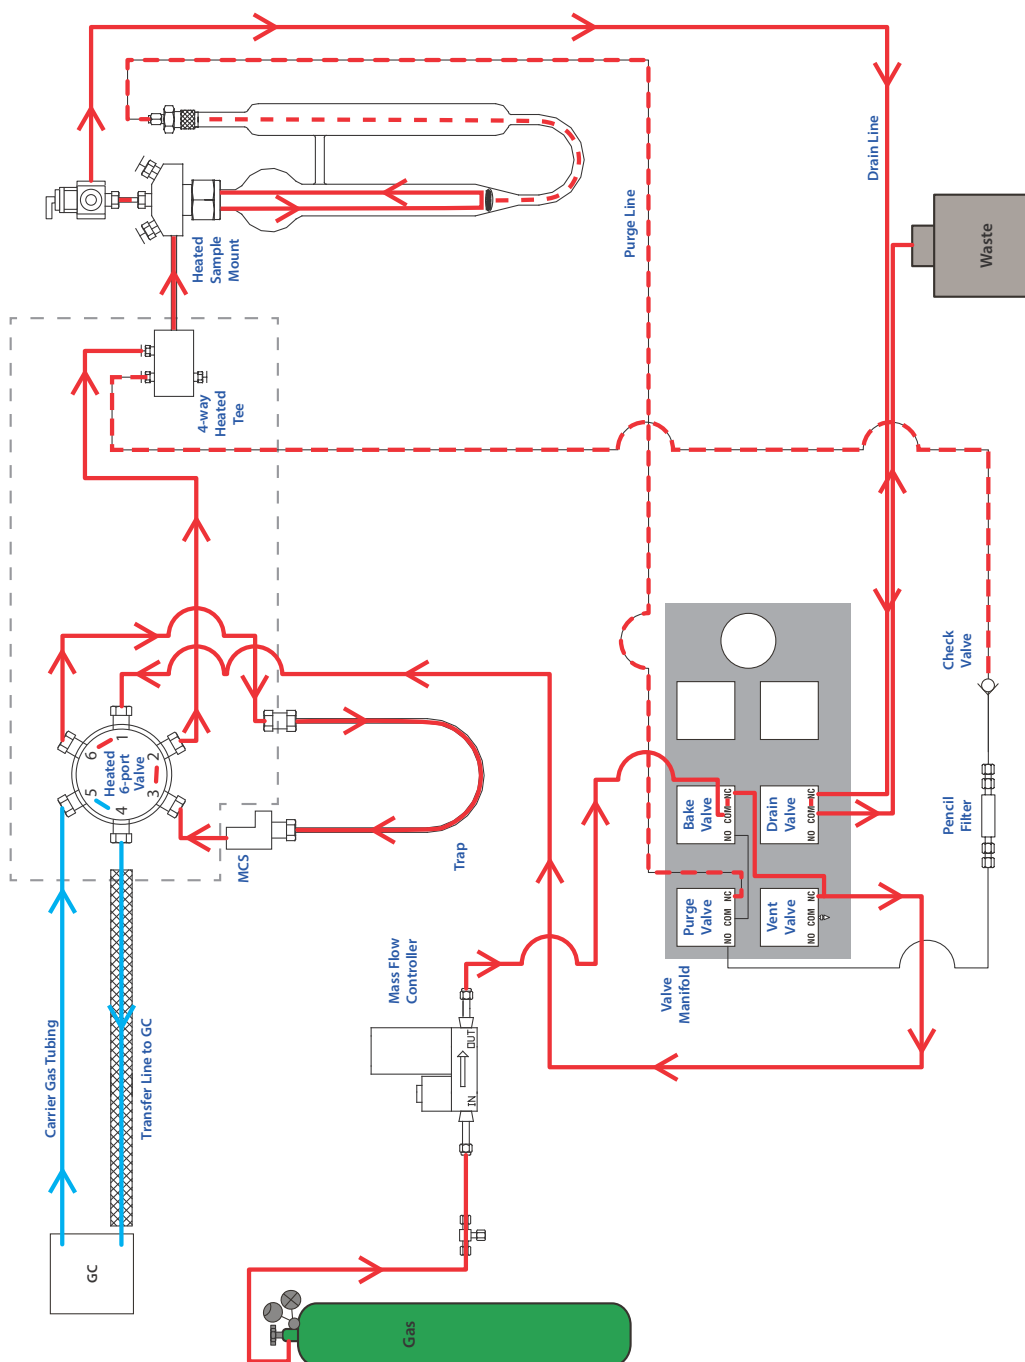 Drain Line
Purge Line
Heated
Sample
Mount
Waste
4-way
Heated
Tee
Check
Valve
6
1
5
Heated
6-port
Valve
2
4
3
MCS
Trap
Bake
Valve
NO COM NC
Drain
Valve
NO COM NC
Pencil
Filter
Purge
Valve
NO COM NC
Vent
Valve
NO COM NC
Valve
Manifold
Mass Flow
Controller
OUT
IN
Carrier Gas Tubing
Transfer Line to GC
GC
Gas